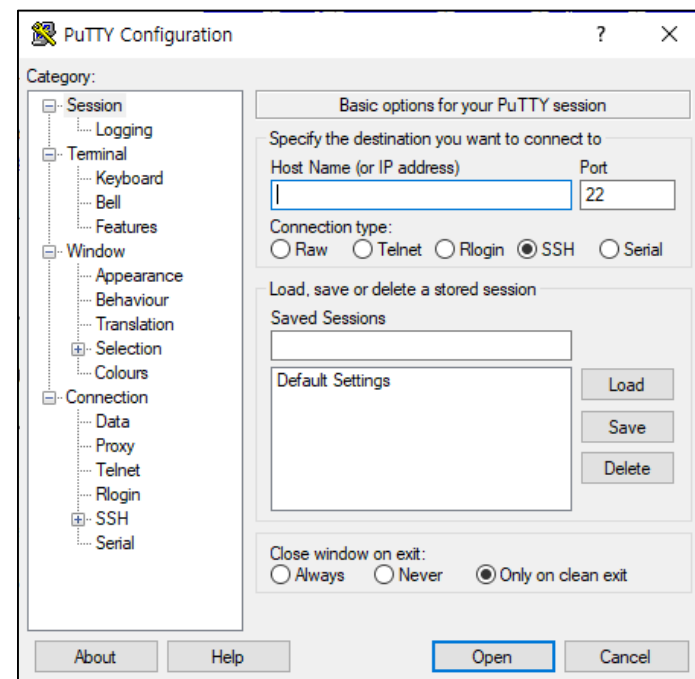 PuTTY Configuration
Category:
Session
Logging
Terminal
Keyboard
Bell
Features
Window
Appearance
Behaviour
Translation
Selection
Colours
Connection
Data
Proxy
Telnet
Rlogin
SSH
Serial
Basic options for your PuTTY session
Specify the destination you want to connect to
Host Name (or IP address) Port
22
Connection type:
Raw Telnet Rlogin SSH Serial
Load, save or delete a stored session
Saved Sessions
Default Settings
Load
Save
Delete
Close window on exit:
Always Never Only on clean exit
About Help Open Cancel